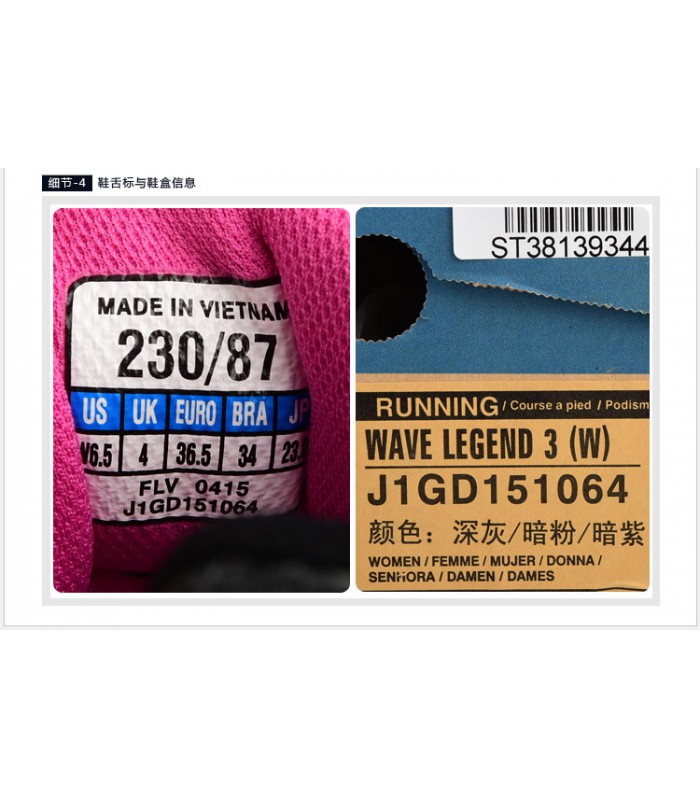 细节-4 鞋舌标与鞋盒信息
MADE IN VIETNAM
230/87
US UK EURO BRA JP
W6.5 4 36.5 34 23.
FLV 0415
J1GD151064
ST38139344
RUNNING / Course a pied / Podism
WAVE LEGEND 3 (W)
J1GD151064
颜色：深灰/暗粉/暗紫
WOMEN / FEMME / MUJER / DONNA /
SENHORA / DAMEN / DAMES